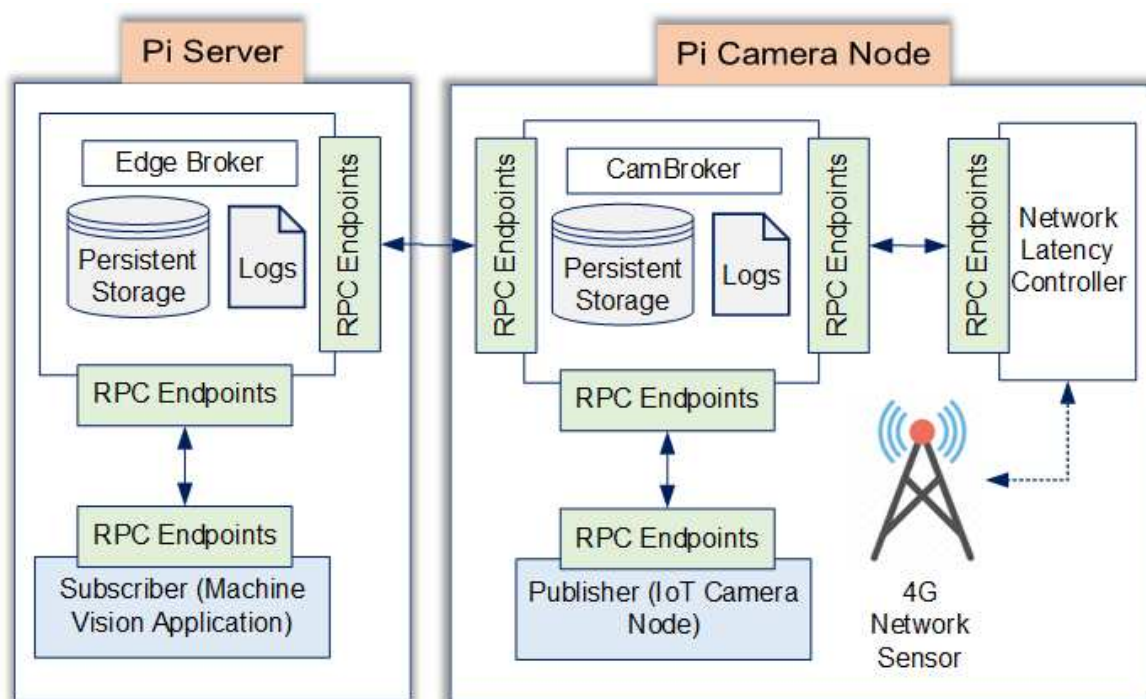 Pi Server
Edge Broker
Persistent
Storage
Logs
RPC Endpoints
RPC Endpoints
RPC Endpoints
Subscriber (Machine
Vision Application)
Pi Camera Node
RPC Endpoints
CamBroker
Persistent
Storage
Logs
RPC Endpoints
RPC Endpoints
Network
Latency
Controller
RPC Endpoints
RPC Endpoints
Publisher (IoT Camera
Node)
4G
Network
Sensor